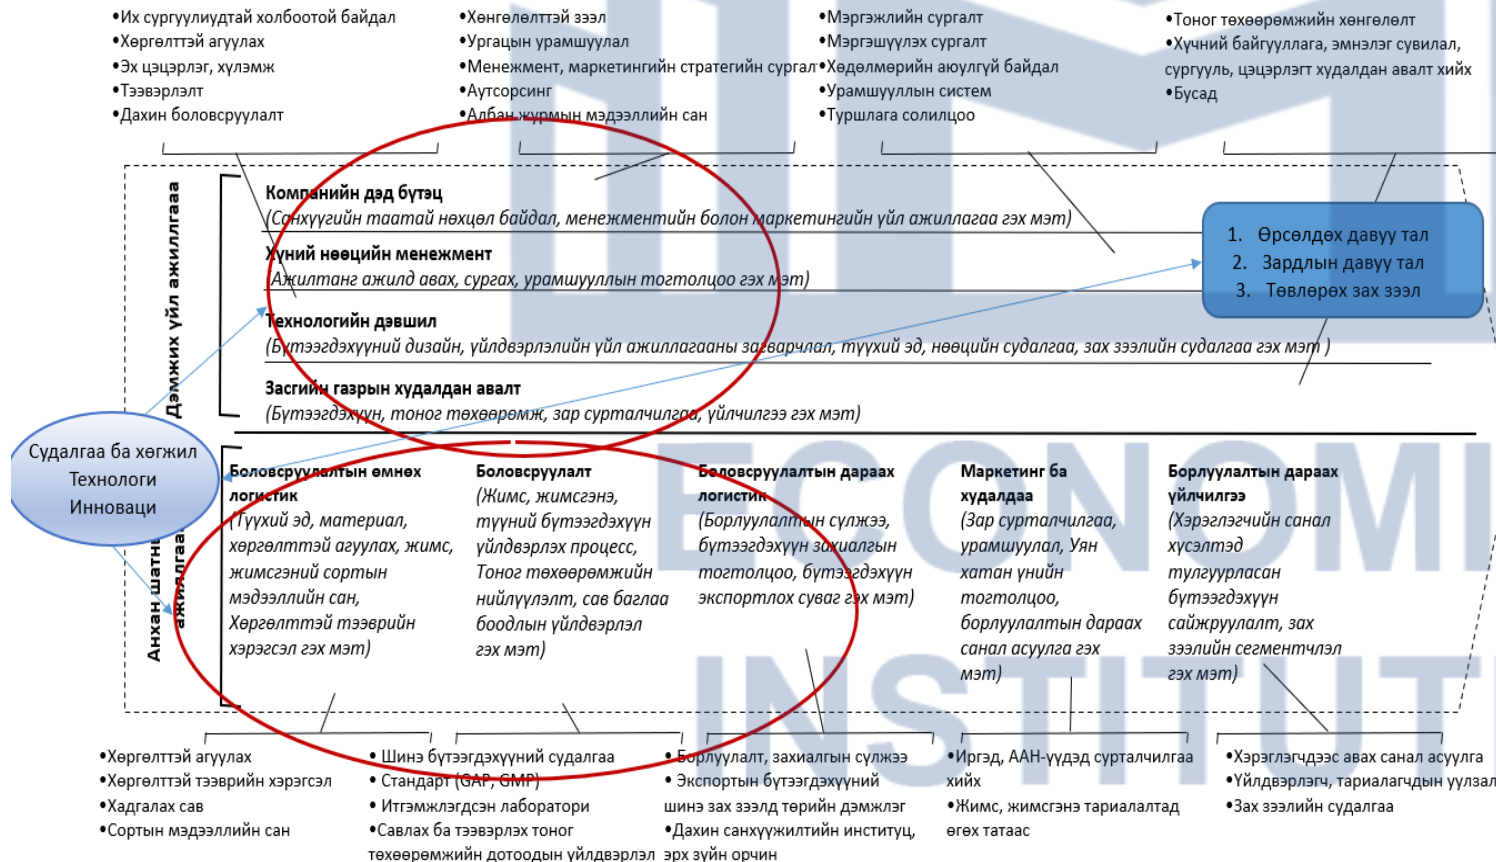 •Их сургуулиудтай холбоотой байдал
•Хөргөлттэй агуулах
•Эх цэцэрлэг, хүлэмж
•Тээвэрлэлт
•Дахин боловсруулалт
•Хөнгөлөлттэй зээл
•Ургацын урамшуулал
•Менежмент, маркетингийн стратегийн сургалт
•Аутсорсинг
•Албан журмын мэдээллийн сан
•Мэргэжлийн сургалт
•Мэргэшүүлэх сургалт
•Хөдөлмөрийн аюулгүй байдал
•Урамшууллын систем
•Туршлага солилцоо
•Тоног төхөөрөмжийн хөнгөлөлт
•Хүчний байгууллага, эмнэлэг сувилал,
сургууль, цэцэрлэгт худалдан авалт хийх
•Бусад
Дэмжих үйл ажиллгааа
Компанийн дэд бүтэц
(Санхүүгийн таатай нөхцөл байдал, менежментийн болон маркетингийн үйл ажиллагаа гэх мэт)
Хүний нөөцийн менежмент
(Ажилтанг ажилд авах, сургах, урамшууллын тогтолцоо гэх мэт)
Технологийн дэвшил
(Бүтээгдэхүүний дизайн, үйлдвэрлэлийн үйл ажиллагааны загварчлал, түүхий эд, нөөцийн судалгаа, зах зээлийн судалгаа гэх мэт )
Засгийн газрын худалдан авалт
(Бүтээгдэхүүн, тоног төхөөрөмж, зар сурталчилгаа, үйлчилгээ гэх мэт)
1. Өрсөлдөх давуу тал
2. Зардлын давуу тал
3. Төвлөрөх зах зээл
Судалгаа ба хөгжил
Технологи
Инноваци
Анхан
Боловсруулалтын өмнөх
логистик
(Түүхий эд, материал,
хөргөлттэй агуулах, жимс,
жимсгэний сортын
мэдээллийн сан,
Хөргөлттэй тээврийн
хэрэгсэл гэх мэт)
Боловсруулалт
(Жимс, жимсгэнэ,
түүний бүтээгдэхүүн
үйлдвэрлэх процесс,
Тоног төхөөрөмжийн
нийлүүлэлт, сав баглаа
боодлын үйлдвэрлэл
гэх мэт)
Боловсруулалтын дараах
логистик
(Борлуулалтын сүлжээ,
бүтээгдэхүүн захиалгын
тогтолцоо, бүтээгдэхүүн
экспортлох суваг гэх мэт)
Маркетинг ба
худалдаа
(Зар сурталчилгаа,
урамшуулал, Уян
хатан үнийн
тогтолцоо,
борлуулалтын дараах
санал асуулга гэх
мэт)
Борлуулалтын дараах
үйлчилгээ
(Хэрэглэгчийн санал
хүсэлтэд
тулгуурласан
бүтээгдэхүүн
сайжруулалт, зах
зээлийн сегментчлэл
гэх мэт)
ECONOMI
INSTITUT
•Хөргөлттэй агуулах
•Хөргөлттэй тээврийн хэрэгсэл
•Хадгалах сав
•Сортын мэдээллийн сан
• Шинэ бүтээгдэхүүний судалгаа
• Стандарт (GAP, GMP)
• Итгэмжлэгдсэн лаборатори
•Савлах ба тээвэрлэх тоног
төхөөрөмжийн дотоодын үйлдвэрлэл
• Борлуулалт, захиалгын сүлжээ
• Экспортын бүтээгдэхүүний
шинэ зах зээлд төрийн дэмжлэг
•Дахин санхүүжилтийн институц,
эрх зүйн орчин
•Иргэд, ААН-үүдэд сурталчилгаа
хийх
•Жимс, жимсгэнэ тариалалтад
өгөх татаас
•Хэрэглэгчдээс авах санал асуулга
•Үйлдвэрлэгч, тариалагчдын уулзал
•Зах зээлийн судалгаа